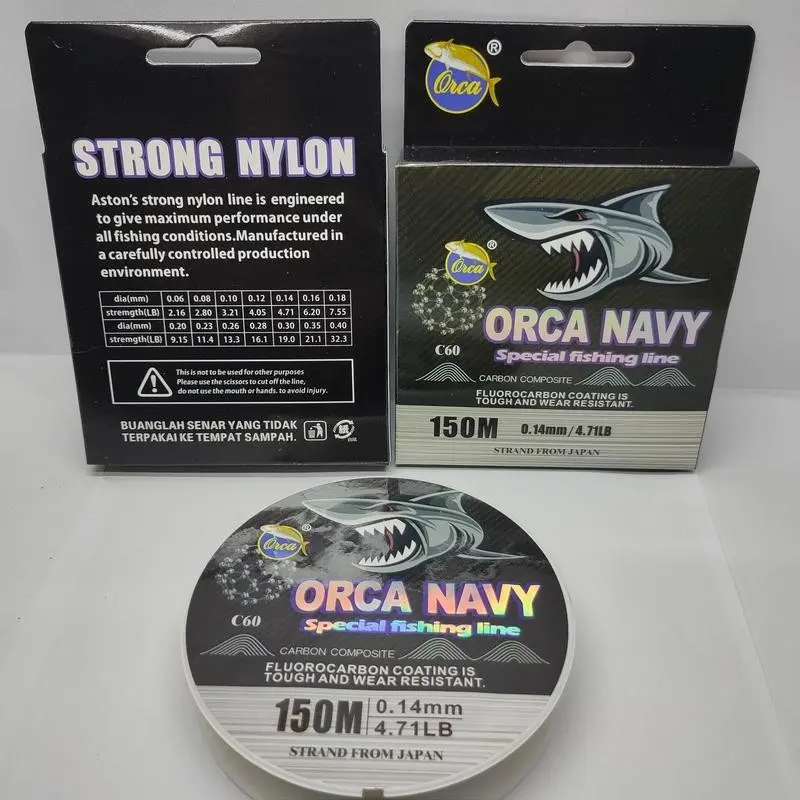 STRONG NYLON
Aston's strong nylon line is engineered
to give maximum performance under
all fishing conditions.Manufactured in
a carefully controlled production
environment.
dia(mm) 0.06 0.08 0.10 0.12 0.14 0.16 0.18
stremgth(LB) 2.16 2.80 3.21 4.05 4.71 6.20 7.55
dia(mm) 0.20 0.23 0.26 0.28 0.30 0.35 0.40
stremgth(LB) 9.15 11.4 13.3 16.1 19.0 21.1 32.3
This is not to be used for other purposes
Please use the scissors to cut off the line,
do not use the mouth or hands. to avoid injury.
BUANGLAH SENAR YANG TIDAK
TERPAKAI KE TEMPAT SAMPAH.
Orca ®
Orca ®
ORCA NAVY
Special fishing line
C60
CARBON COMPOSITE
FLUOROCARBON COATING IS
TOUGH AND WEAR RESISTANT.
150M 0.14mm/4.71LB
STRAND FROM JAPAN
Orca ®
ORCA NAVY
Special fishing line
C60
CARBON COMPOSITE
FLUOROCARBON COATING IS
TOUGH AND WEAR RESISTANT.
150M 0.14mm
4.71LB
STRAND FROM JAPAN